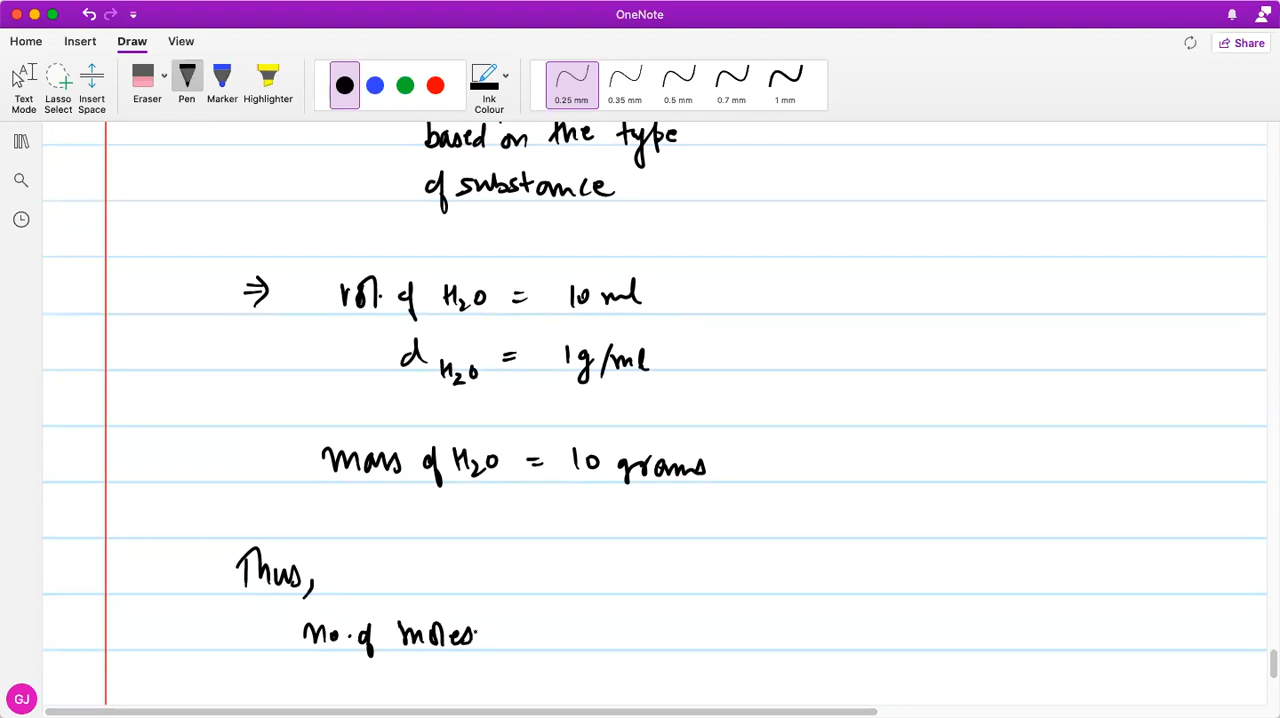 OneNote
Home Insert Draw View
Share
Text Mode
Lasso Select
Insert Space
Eraser
Pen
Marker
Highlighter
Ink Colour
0.25 mm
0.35 mm
0.5 mm
0.7 mm
1 mm
based on the type
of substance
⇒ vol. of H₂O = 10 ml
d H₂O = 1g/ml
Mass of H₂O = 10 grams
Thus,
No. of moles
GJ